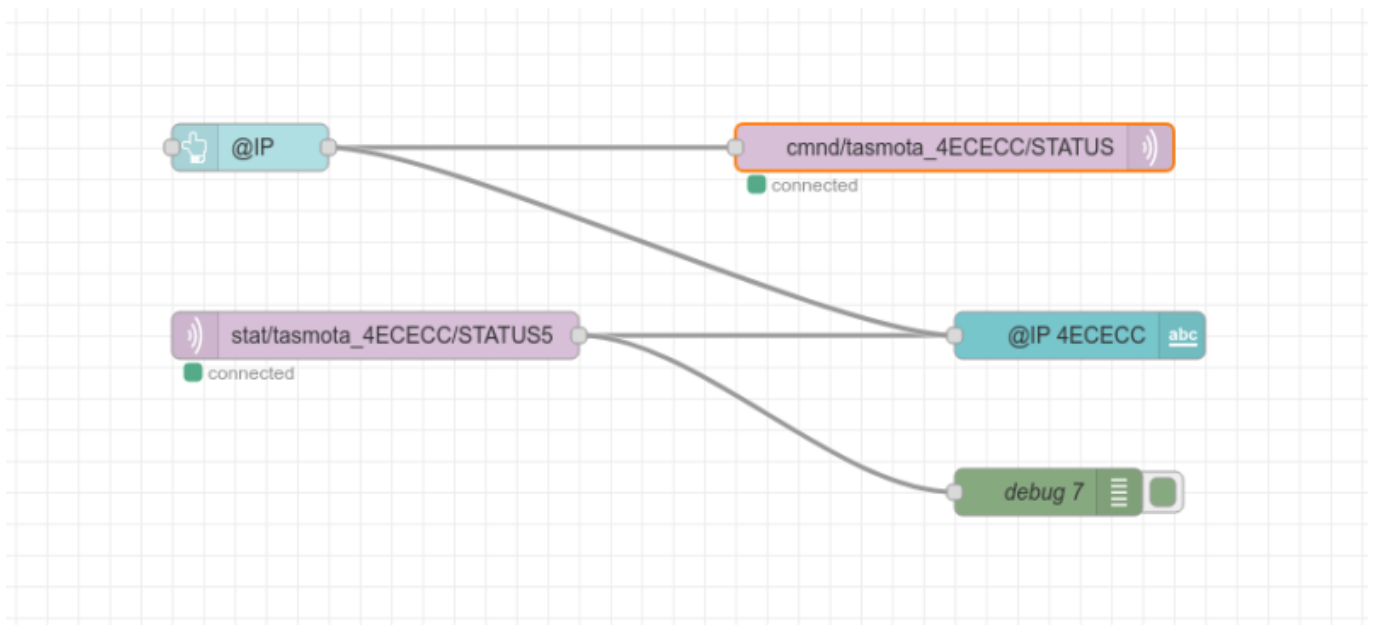 @IP
cmnd/tasmota_4ECECC/STATUS
connected
stat/tasmota_4ECECC/STATUS5
@IP 4ECECC
abc
connected
debug 7